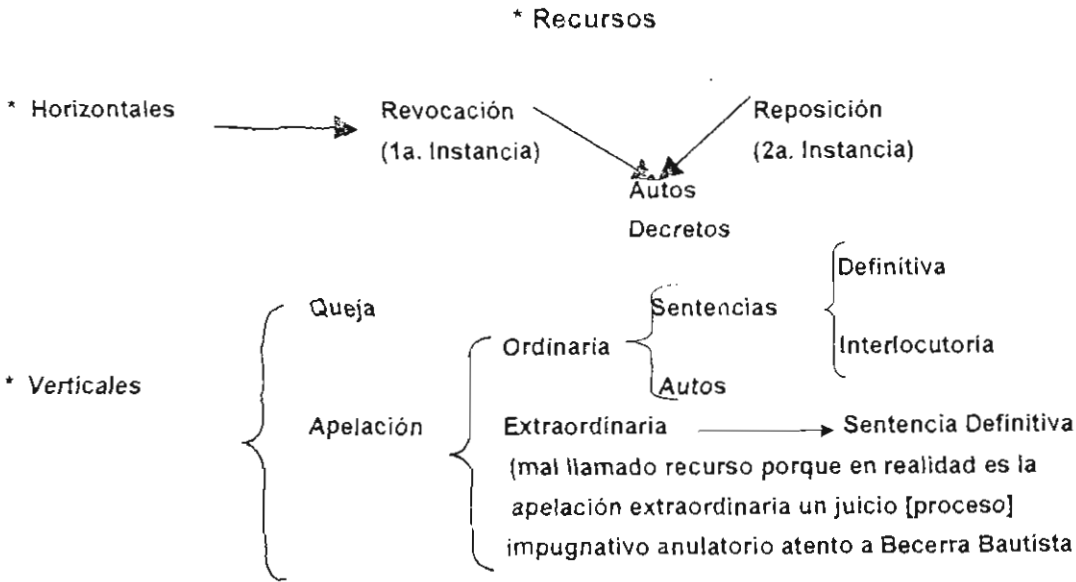 * Recursos
* Horizontales
Revocación
(1a. Instancia)
Reposición
(2a. Instancia)
Autos
Decretos
* Verticales
Queja
Apelación
Ordinaria
Sentencias
Definitiva
Interlocutoria
Autos
Extraordinaria
Sentencia Definitiva
(mal llamado recurso porque en realidad es la
apelación extraordinaria un juicio [proceso]
impugnativo anulatorio atento a Becerra Bautista